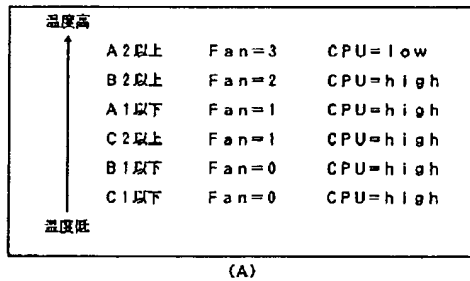 温度高
A2以上 Fan=3 CPU=low
B2以上 Fan=2 CPU=high
A1以下 Fan=1 CPU=high
C2以上 Fan=1 CPU=high
B1以下 Fan=0 CPU=high
C1以下 Fan=0 CPU=high
温度低
(A)